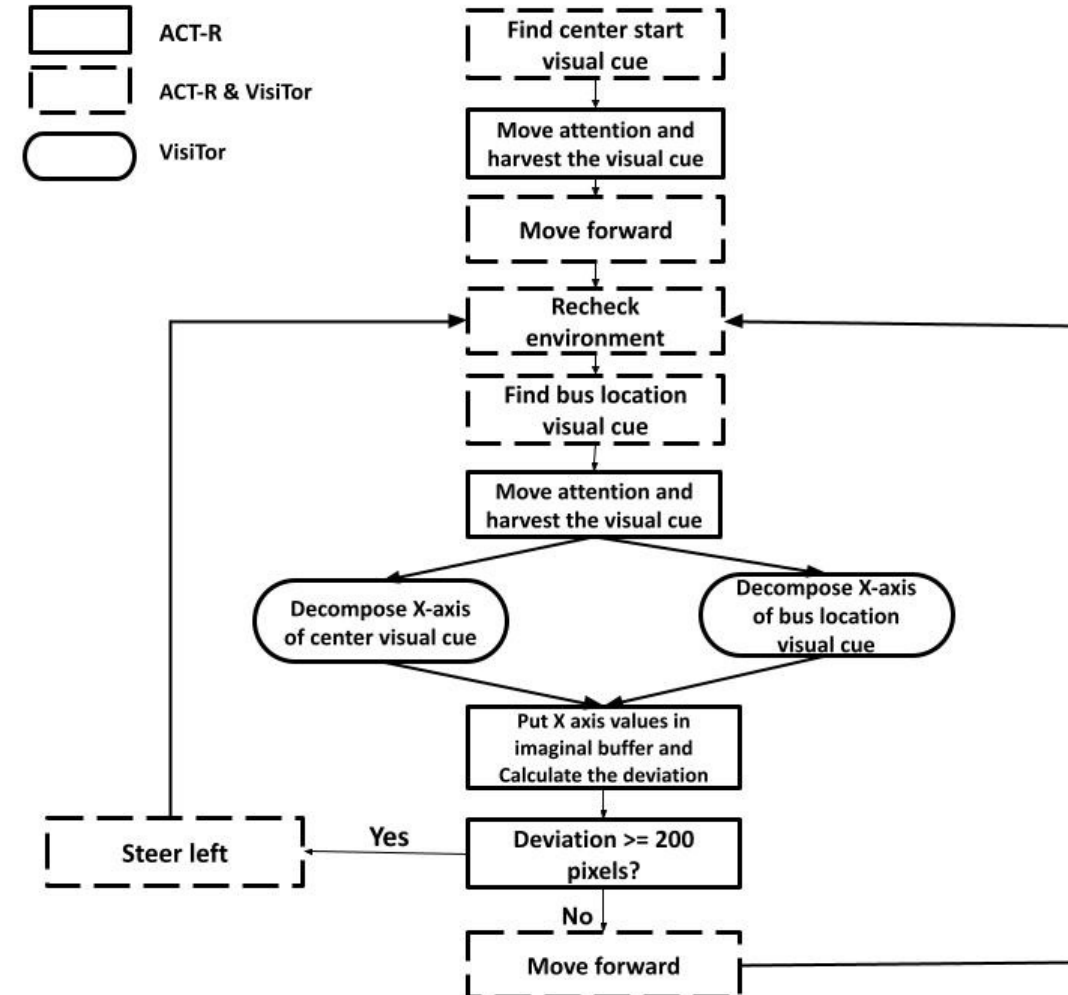 ACT-R
ACT-R & VisiTor
VisiTor
Find center start
visual cue
Move attention and
harvest the visual cue
Move forward
Recheck
environment
Find bus location
visual cue
Move attention and
harvest the visual cue
Decompose X-axis
of center visual cue
Decompose X-axis
of bus location
visual cue
Put X axis values in
imaginal buffer and
Calculate the deviation
Deviation >= 200
pixels?
Yes
Steer left
No
Move forward